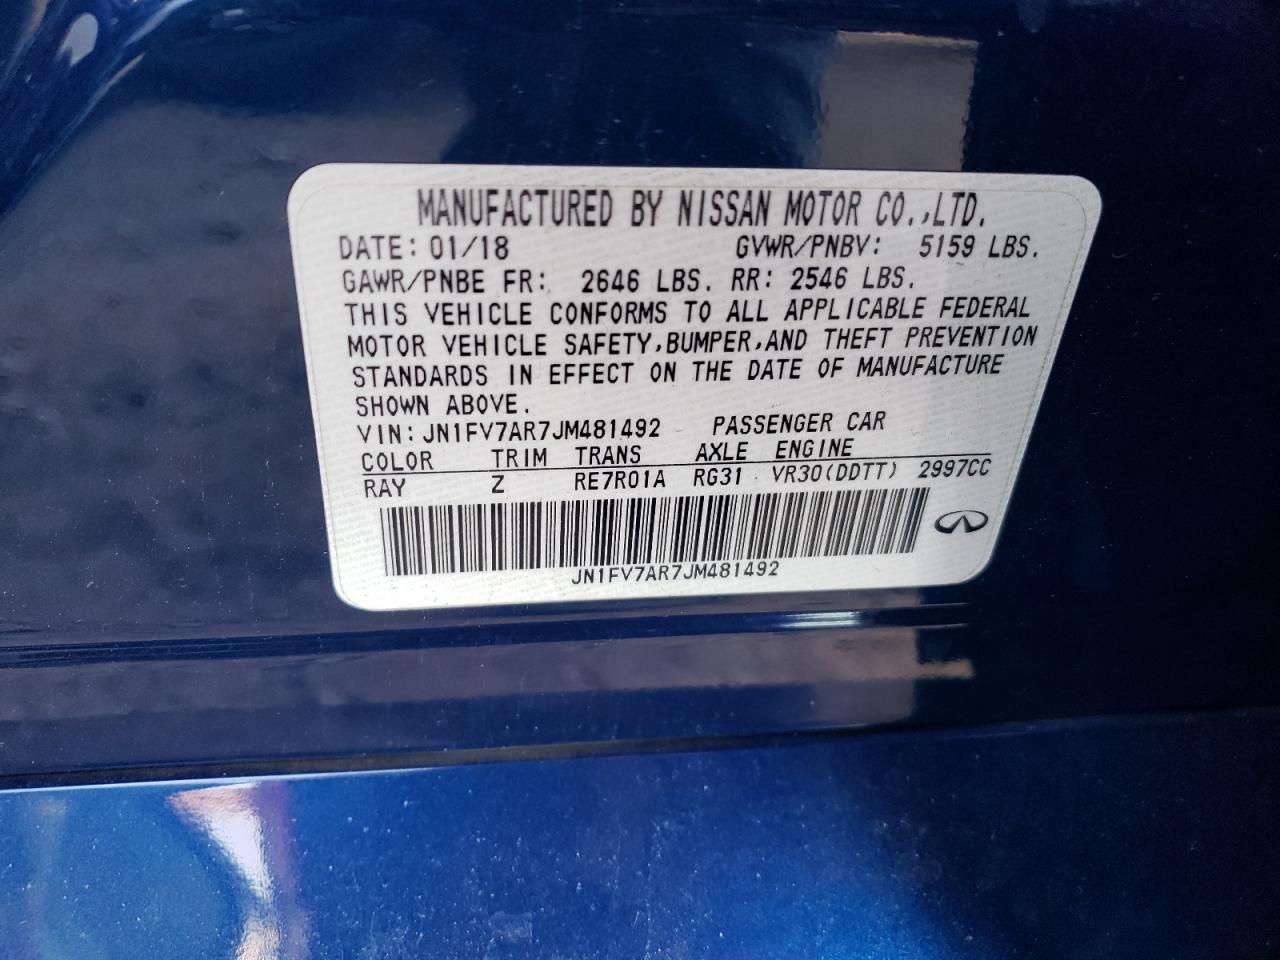 MANUFACTURED BY NISSAN MOTOR CO.,LTD.
DATE: 01/18 GVWR/PNBV: 5159 LBS.
GAWR/PNBE FR: 2646 LBS. RR: 2546 LBS.
THIS VEHICLE CONFORMS TO ALL APPLICABLE FEDERAL
MOTOR VEHICLE SAFETY,BUMPER,AND THEFT PREVENTION
STANDARDS IN EFFECT ON THE DATE OF MANUFACTURE
SHOWN ABOVE.
VIN: JN1FV7AR7JM481492 PASSENGER CAR
COLOR TRIM TRANS AXLE ENGINE
RAY Z RE7R01A RG31 VR30(DDTT) 2997CC
JN1FV7AR7JM481492